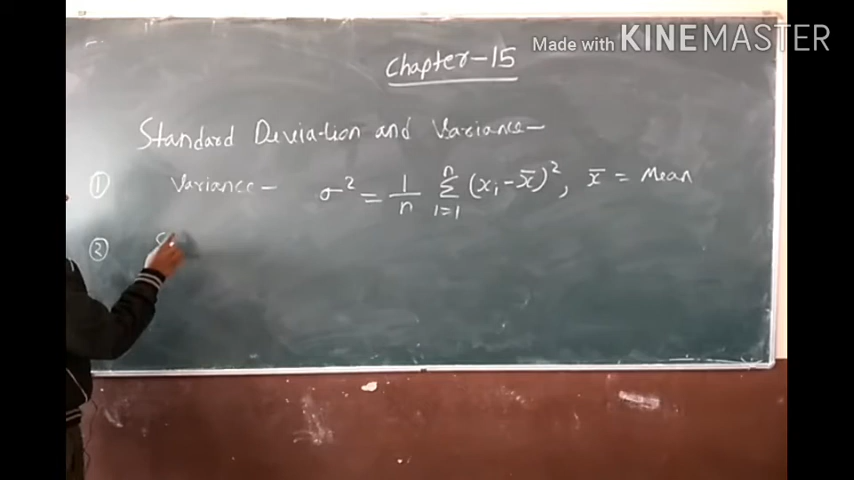 Made with KINEMASTER
Chapter-15
Standard Deviation and Variance-
① Variance- σ² = 1/n Σ_{i=1}^{n} (xᵢ - x̄)², x̄ = Mean
② S